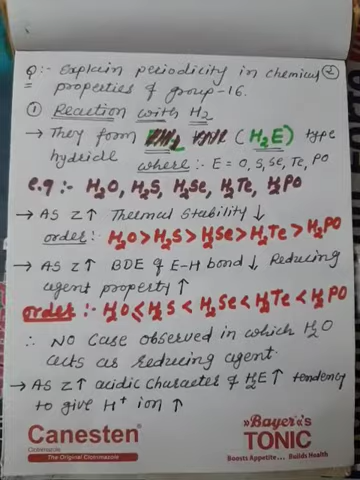 Q:- Explain periodicity in chemical ②
properties of group-16.
① Reaction with H₂
→ They form (H₂E) type
hydride where :- E = O, S, Se, Te, PO
e.g :- H₂O, H₂S, H₂Se, H₂Te, H₂PO
→ AS Z↑ Thermal Stability ↓
order:- H₂O > H₂S > H₂Se > H₂Te > H₂PO
→ AS Z↑ BDE of E-H bond ↓ Reducing
agent property ↑
order :- H₂O < H₂S < H₂Se < H₂Te < H₂PO
∴ NO Case observed in which H₂O
acts as reducing agent.
→ AS Z↑ acidic character of H₂E ↑ tendency
to give H⁺ ion ↑
Canesten
Clotrimazole
The Original Clotrimazole
»Bayer's
TONIC
Boosts Appetite... Builds Health